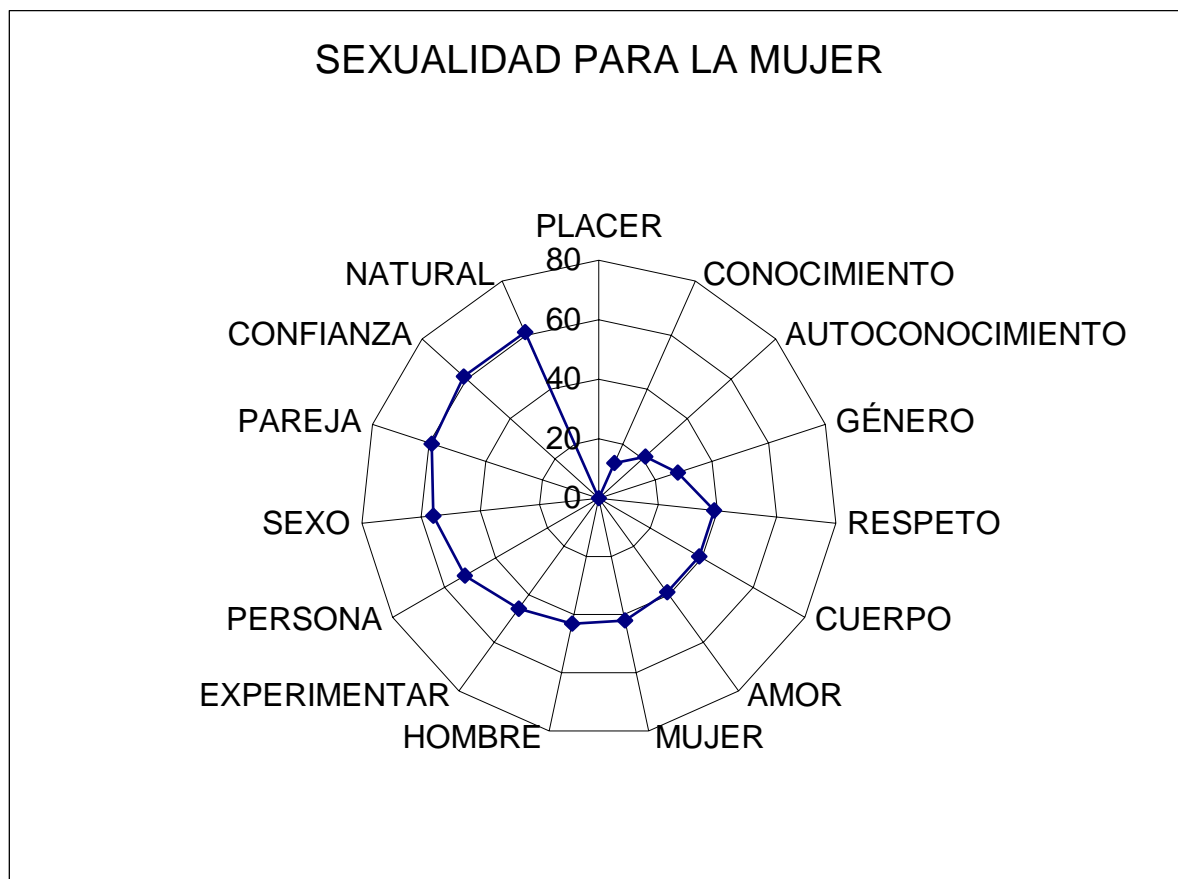 SEXUALIDAD PARA LA MUJER
PLACER
CONOCIMIENTO
AUTOCONOCIMIENTO
GÉNERO
RESPETO
CUERPO
AMOR
MUJER
HOMBRE
EXPERIMENTAR
PERSONA
SEXO
PAREJA
CONFIANZA
NATURAL
80
60
40
20
0